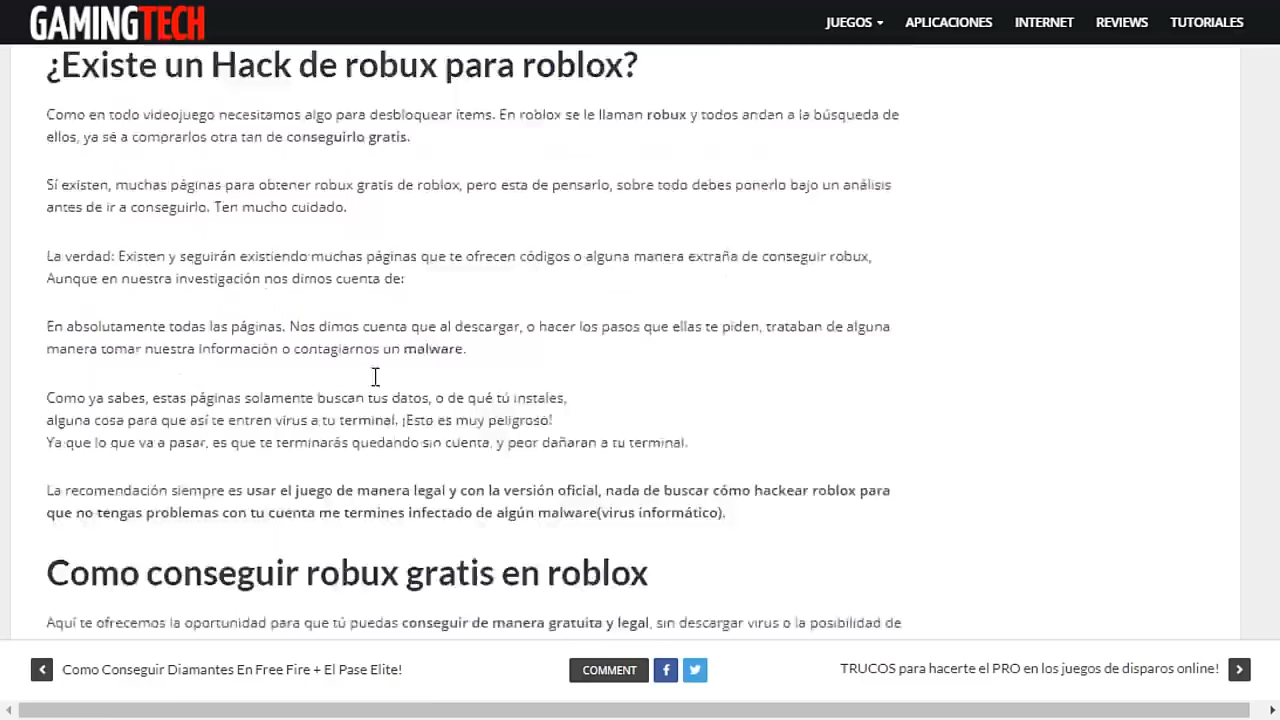 GAMINGTECH
JUEGOS
APLICACIONES
INTERNET
REVIEWS
TUTORIALES
¿Existe un Hack de robux para roblox?
Como en todo videojuego necesitamos algo para desbloquear ítems. En roblox se le llaman robux y todos andan a la búsqueda de
ellos, ya sé a comprarlos otra tan de conseguirlo gratis.
Sí existen, muchas páginas para obtener robux gratis de roblox, pero esta de pensarlo, sobre todo debes ponerlo bajo un análisis
antes de ir a conseguirlo. Ten mucho cuidado.
La verdad: Existen y seguirán existiendo muchas páginas que te ofrecen códigos o alguna manera extraña de conseguir robux,
Aunque en nuestra investigación nos dimos cuenta de:
En absolutamente todas las páginas. Nos dimos cuenta que al descargar, o hacer los pasos que ellas te piden, trataban de alguna
manera tomar nuestra Información o contagiarnos un malware.
Como ya sabes, estas páginas solamente buscan tus datos, o de qué tú instales,
alguna cosa para que así te entren virus a tu terminal. ¡Esto es muy peligroso!
Ya que lo que va a pasar, es que te terminarás quedando sin cuenta, y peor dañaran a tu terminal.
La recomendación siempre es usar el juego de manera legal y con la versión oficial, nada de buscar cómo hackear roblox para
que no tengas problemas con tu cuenta me termines infectado de algún malware(virus informático).
Como conseguir robux gratis en roblox
Aquí te ofrecemos la oportunidad para que tú puedas conseguir de manera gratuita y legal, sin descargar virus o la posibilidad de
Como Conseguir Diamantes En Free Fire + El Pase Elite!
COMMENT
TRUCOS para hacerte el PRO en los juegos de disparos online!